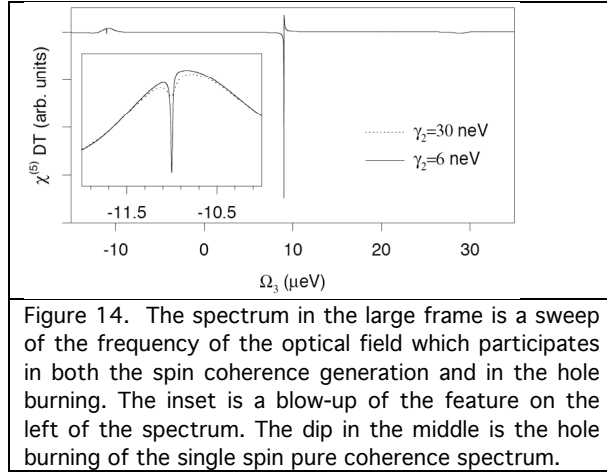 χ(5) DT (arb. units)
γ2=30 neV
γ2=6 neV
-11.5 -10.5
-10 0 10 20 30
Ω3 (μeV)
Figure 14. The spectrum in the large frame is a sweep
of the frequency of the optical field which participates
in both the spin coherence generation and in the hole
burning. The inset is a blow-up of the feature on the
left of the spectrum. The dip in the middle is the hole
burning of the single spin pure coherence spectrum.